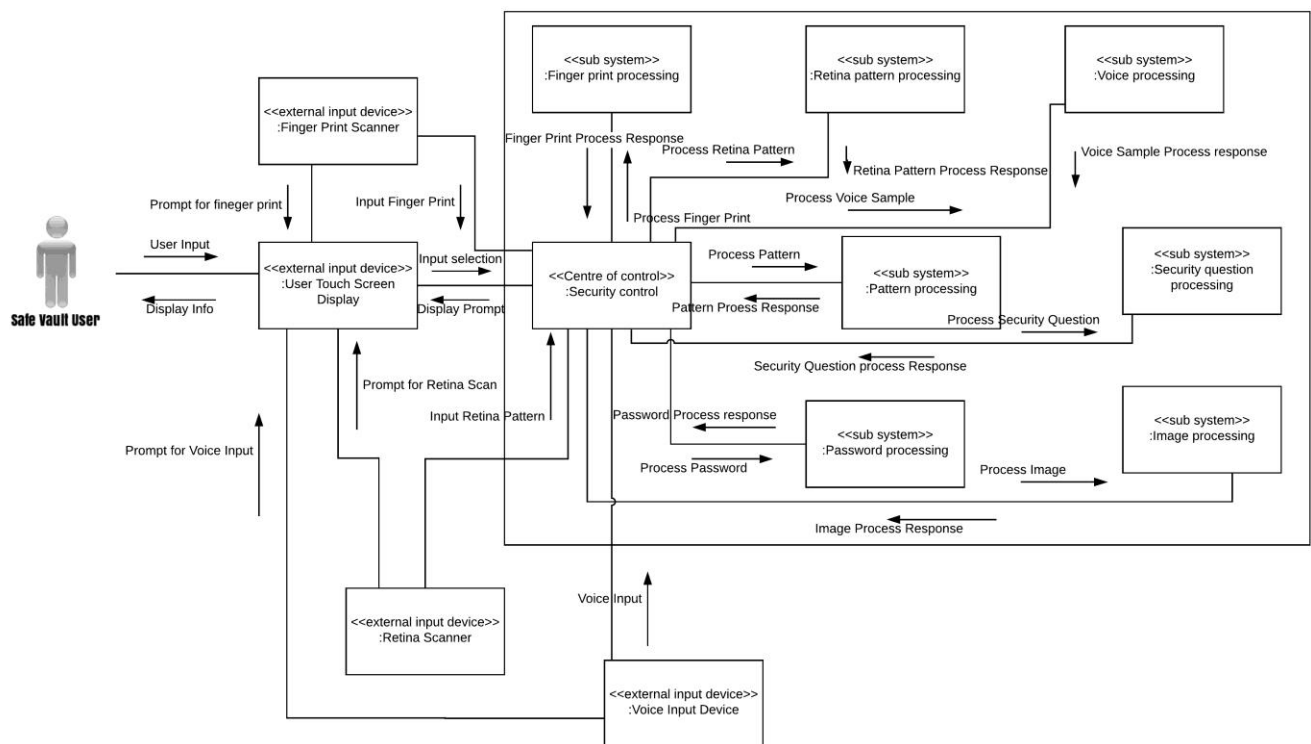 <<sub system>>
:Finger print processing
<<sub system>>
:Retina pattern processing
<<sub system>>
:Voice processing
<<external input device>>
:Finger Print Scanner
Finger Print Process Response
Process Retina Pattern
Retina Pattern Process Response
Voice Sample Process response
Prompt for fineger print
Input Finger Print
Process Voice Sample
Process Finger Print
User Input
Display Info
Safe Vault User
<<external input device>>
:User Touch Screen
Display
Input selection
Display Prompt
<<Centre of control>>
:Security control
Process Pattern
Pattern Proess Response
<<sub system>>
:Pattern processing
<<sub system>>
:Security question
processing
Process Security Question
Security Question process Response
Prompt for Retina Scan
Input Retina Pattern
Prompt for Voice Input
Password Process response
Process Password
<<sub system>>
:Password processing
<<sub system>>
:Image processing
Process Image
Image Process Response
<<external input device>>
:Retina Scanner
Voice Input
<<external input device>>
:Voice Input Device